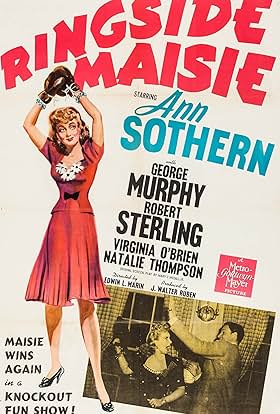 RINGSIDE
MAISIE
STARRING
Ann
SOTHERN
with
GEORGE
MURPHY
ROBERT
STERLING
VIRGINIA O'BRIEN
NATALIE THOMPSON
Directed by
EDWIN L. MARIN
Produced by
J. WALTER RUBEN
A
Metro-
Goldwyn-
Mayer
PICTURE
MAISIE
WINS
AGAIN
in a
KNOCKOUT
FUN SHOW!